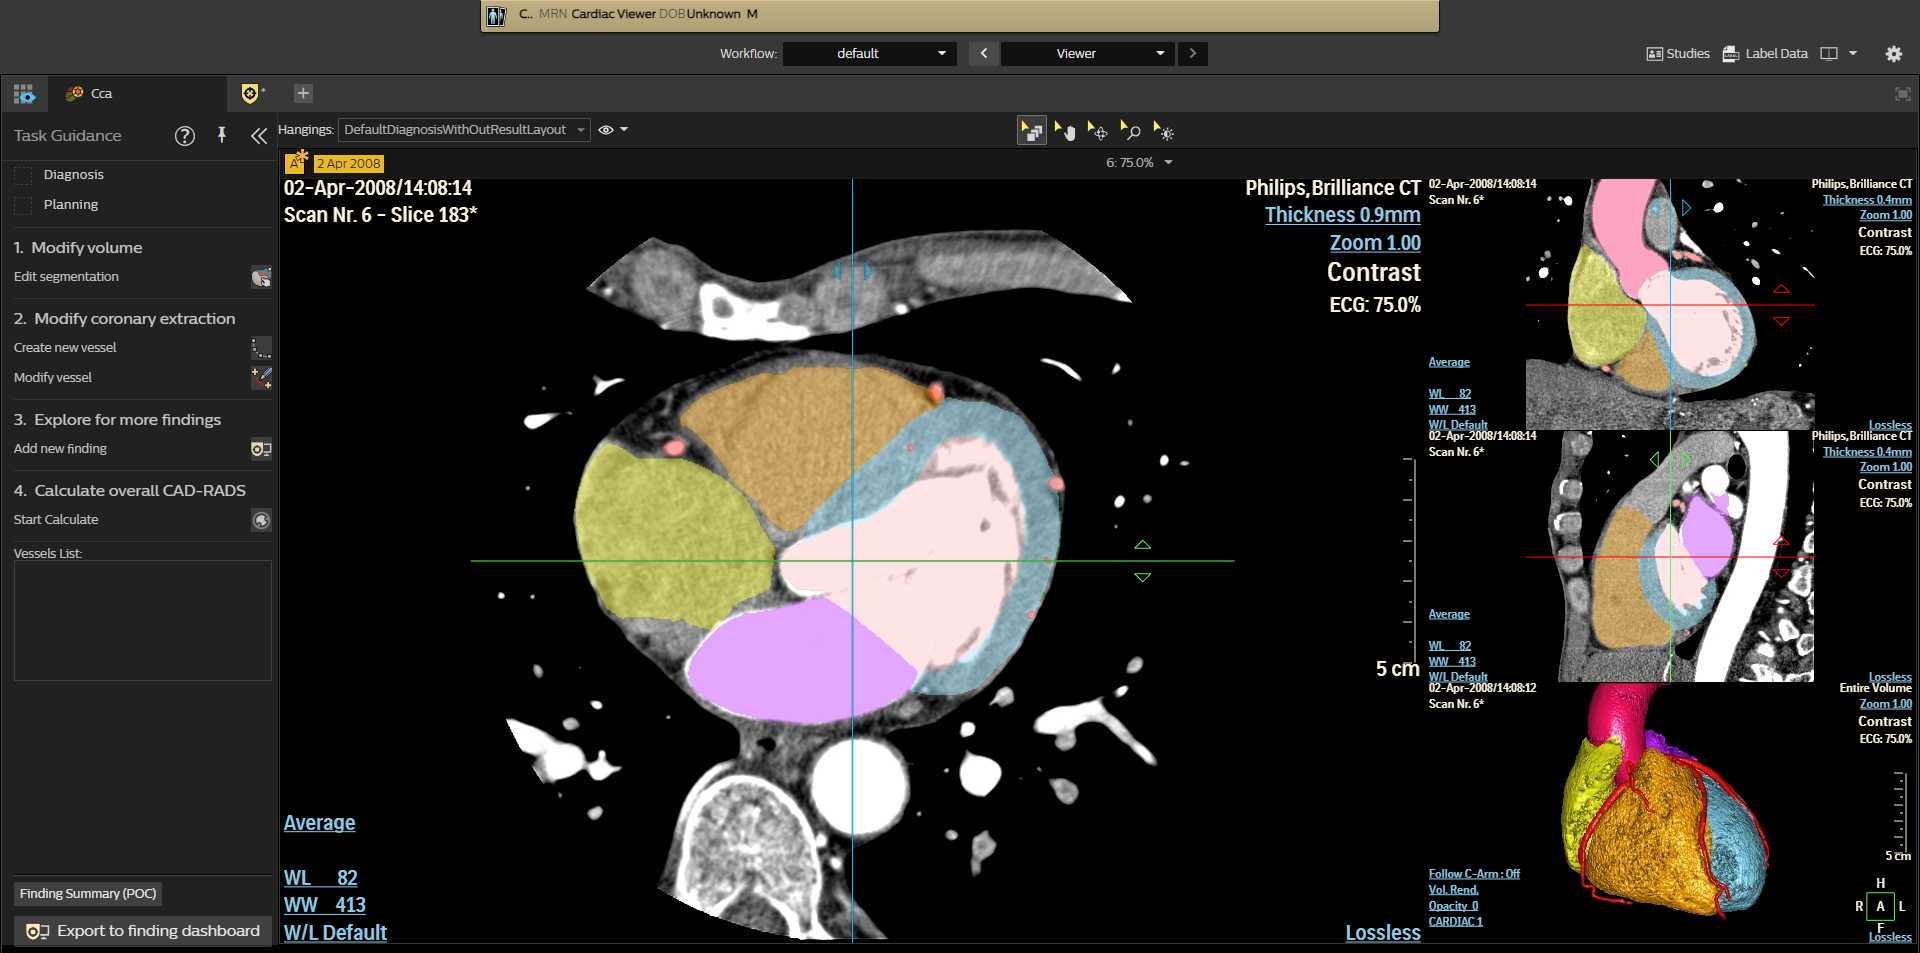 C.. MRN Cardiac Viewer DOB Unknown M
Workflow: default Viewer
Studies Label Data
Cca
Task Guidance
Hangings: DefaultDiagnosisWithOutResultLayout
A 2 Apr 2008
6: 75.0%
Diagnosis
Planning
1. Modify volume
Edit segmentation
2. Modify coronary extraction
Create new vessel
Modify vessel
3. Explore for more findings
Add new finding
4. Calculate overall CAD-RADS
Start Calculate
Vessels List:
Finding Summary (POC)
Export to finding dashboard
02-Apr-2008/14:08:14
Scan Nr. 6 - Slice 183*
Philips,Brilliance CT
Thickness 0.9mm
Zoom 1.00
Contrast
ECG: 75.0%
5 cm
Average
WL 82
WW 413
W/L Default
Lossless
02-Apr-2008/14:08:14
Scan Nr. 6*
Philips,Brilliance CT
Thickness 0.4mm
Zoom 1.00
Contrast
ECG: 75.0%
Average
WL 82
WW 413
W/L Default
Lossless
02-Apr-2008/14:08:14
Scan Nr. 6*
Philips,Brilliance CT
Thickness 0.4mm
Zoom 1.00
Contrast
ECG: 75.0%
Average
WL 82
WW 413
W/L Default
Lossless
02-Apr-2008/14:08:12
Scan Nr. 6*
Entire Volume
Zoom 1.00
Contrast
ECG: 75.0%
5 cm
Follow C-Arm : Off
Vol. Rend.
Opacity 0
CARDIAC 1
H
R A L
F
Lossless